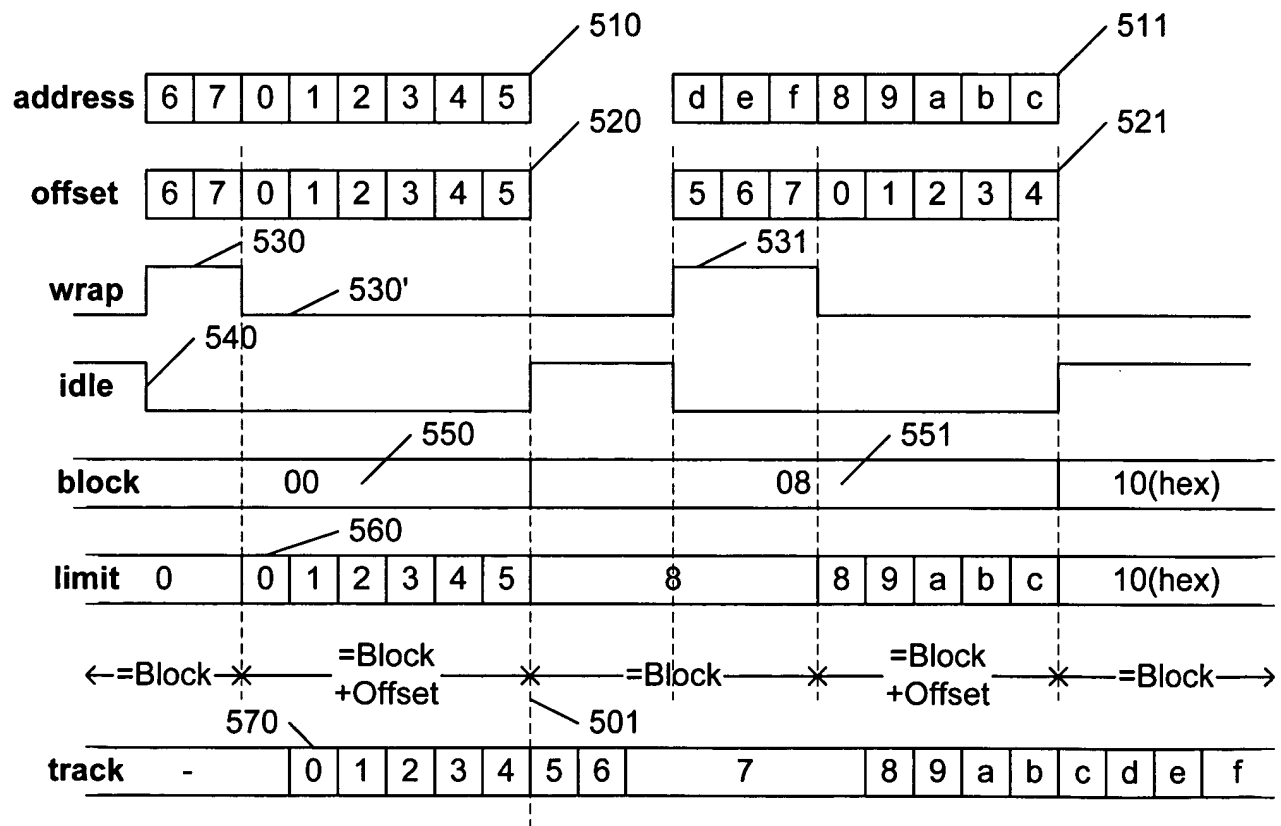 510 511
address 6 7 0 1 2 3 4 5 d e f 8 9 a b c
520 521
offset 6 7 0 1 2 3 4 5 5 6 7 0 1 2 3 4
530 531
wrap 530'
540
idle
550 551
block 00 08 10(hex)
560
limit 0 0 1 2 3 4 5 8 8 9 a b c 10(hex)
=Block =Block +Offset =Block =Block +Offset =Block
570 501
track - 0 1 2 3 4 5 6 7 8 9 a b c d e f